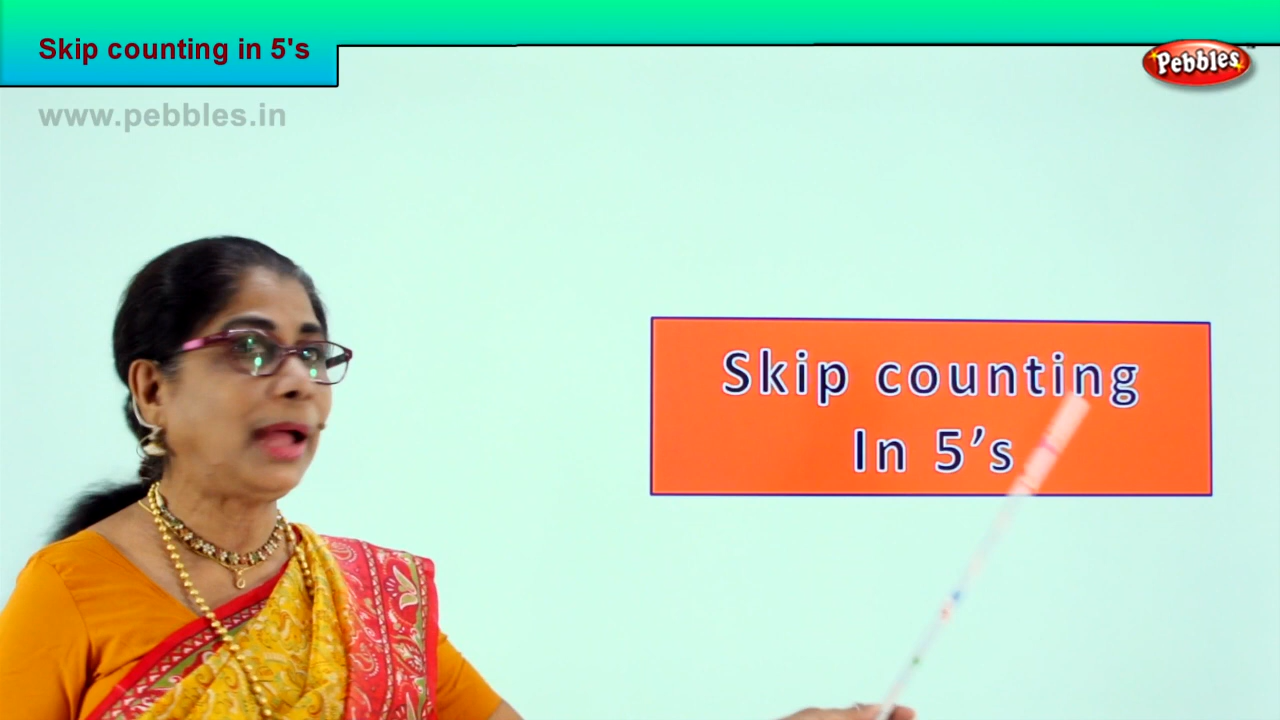 Skip counting in 5's
Pebbles
www.pebbles.in
Skip counting
In 5’s